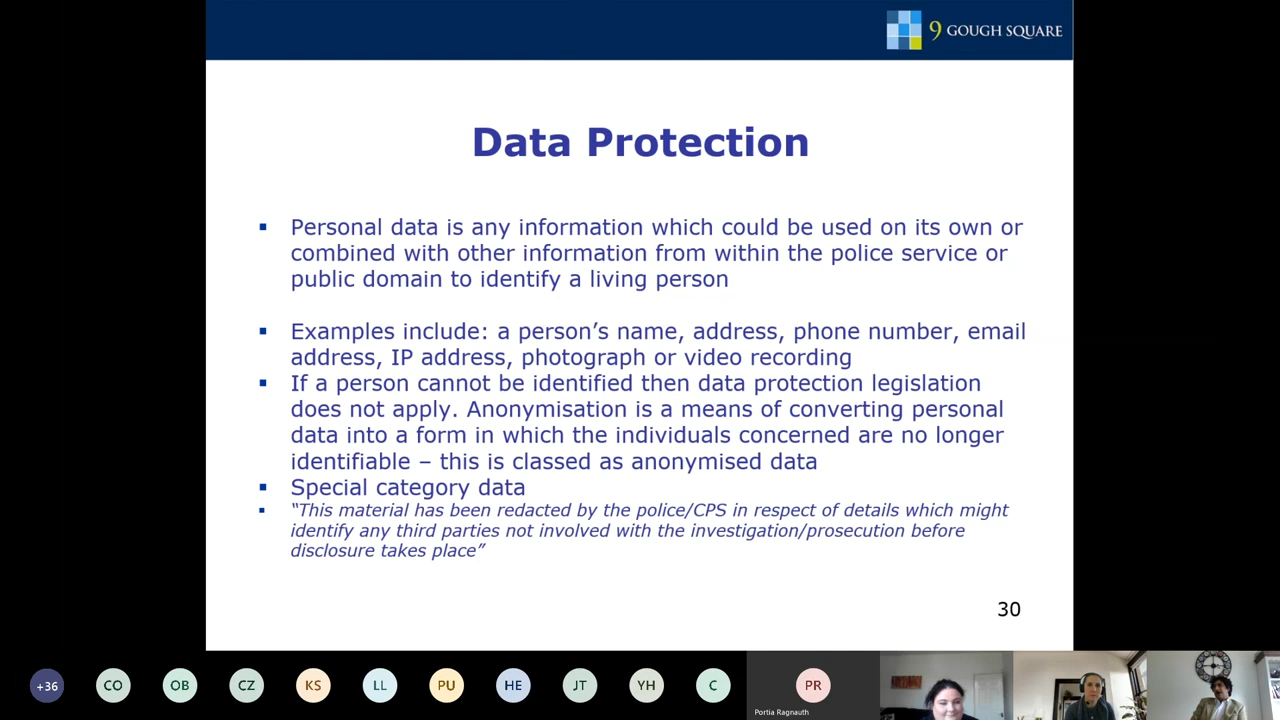 9 GOUGH SQUARE
Data Protection
▪ Personal data is any information which could be used on its own or
combined with other information from within the police service or
public domain to identify a living person
▪ Examples include: a person’s name, address, phone number, email
address, IP address, photograph or video recording
▪ If a person cannot be identified then data protection legislation
does not apply. Anonymisation is a means of converting personal
data into a form in which the individuals concerned are no longer
identifiable – this is classed as anonymised data
▪ Special category data
▪ “This material has been redacted by the police/CPS in respect of details which might
identify any third parties not involved with the investigation/prosecution before
disclosure takes place”
30
+36 CO OB CZ KS LL PU HE JT YH C PR
Portia Ragnauth